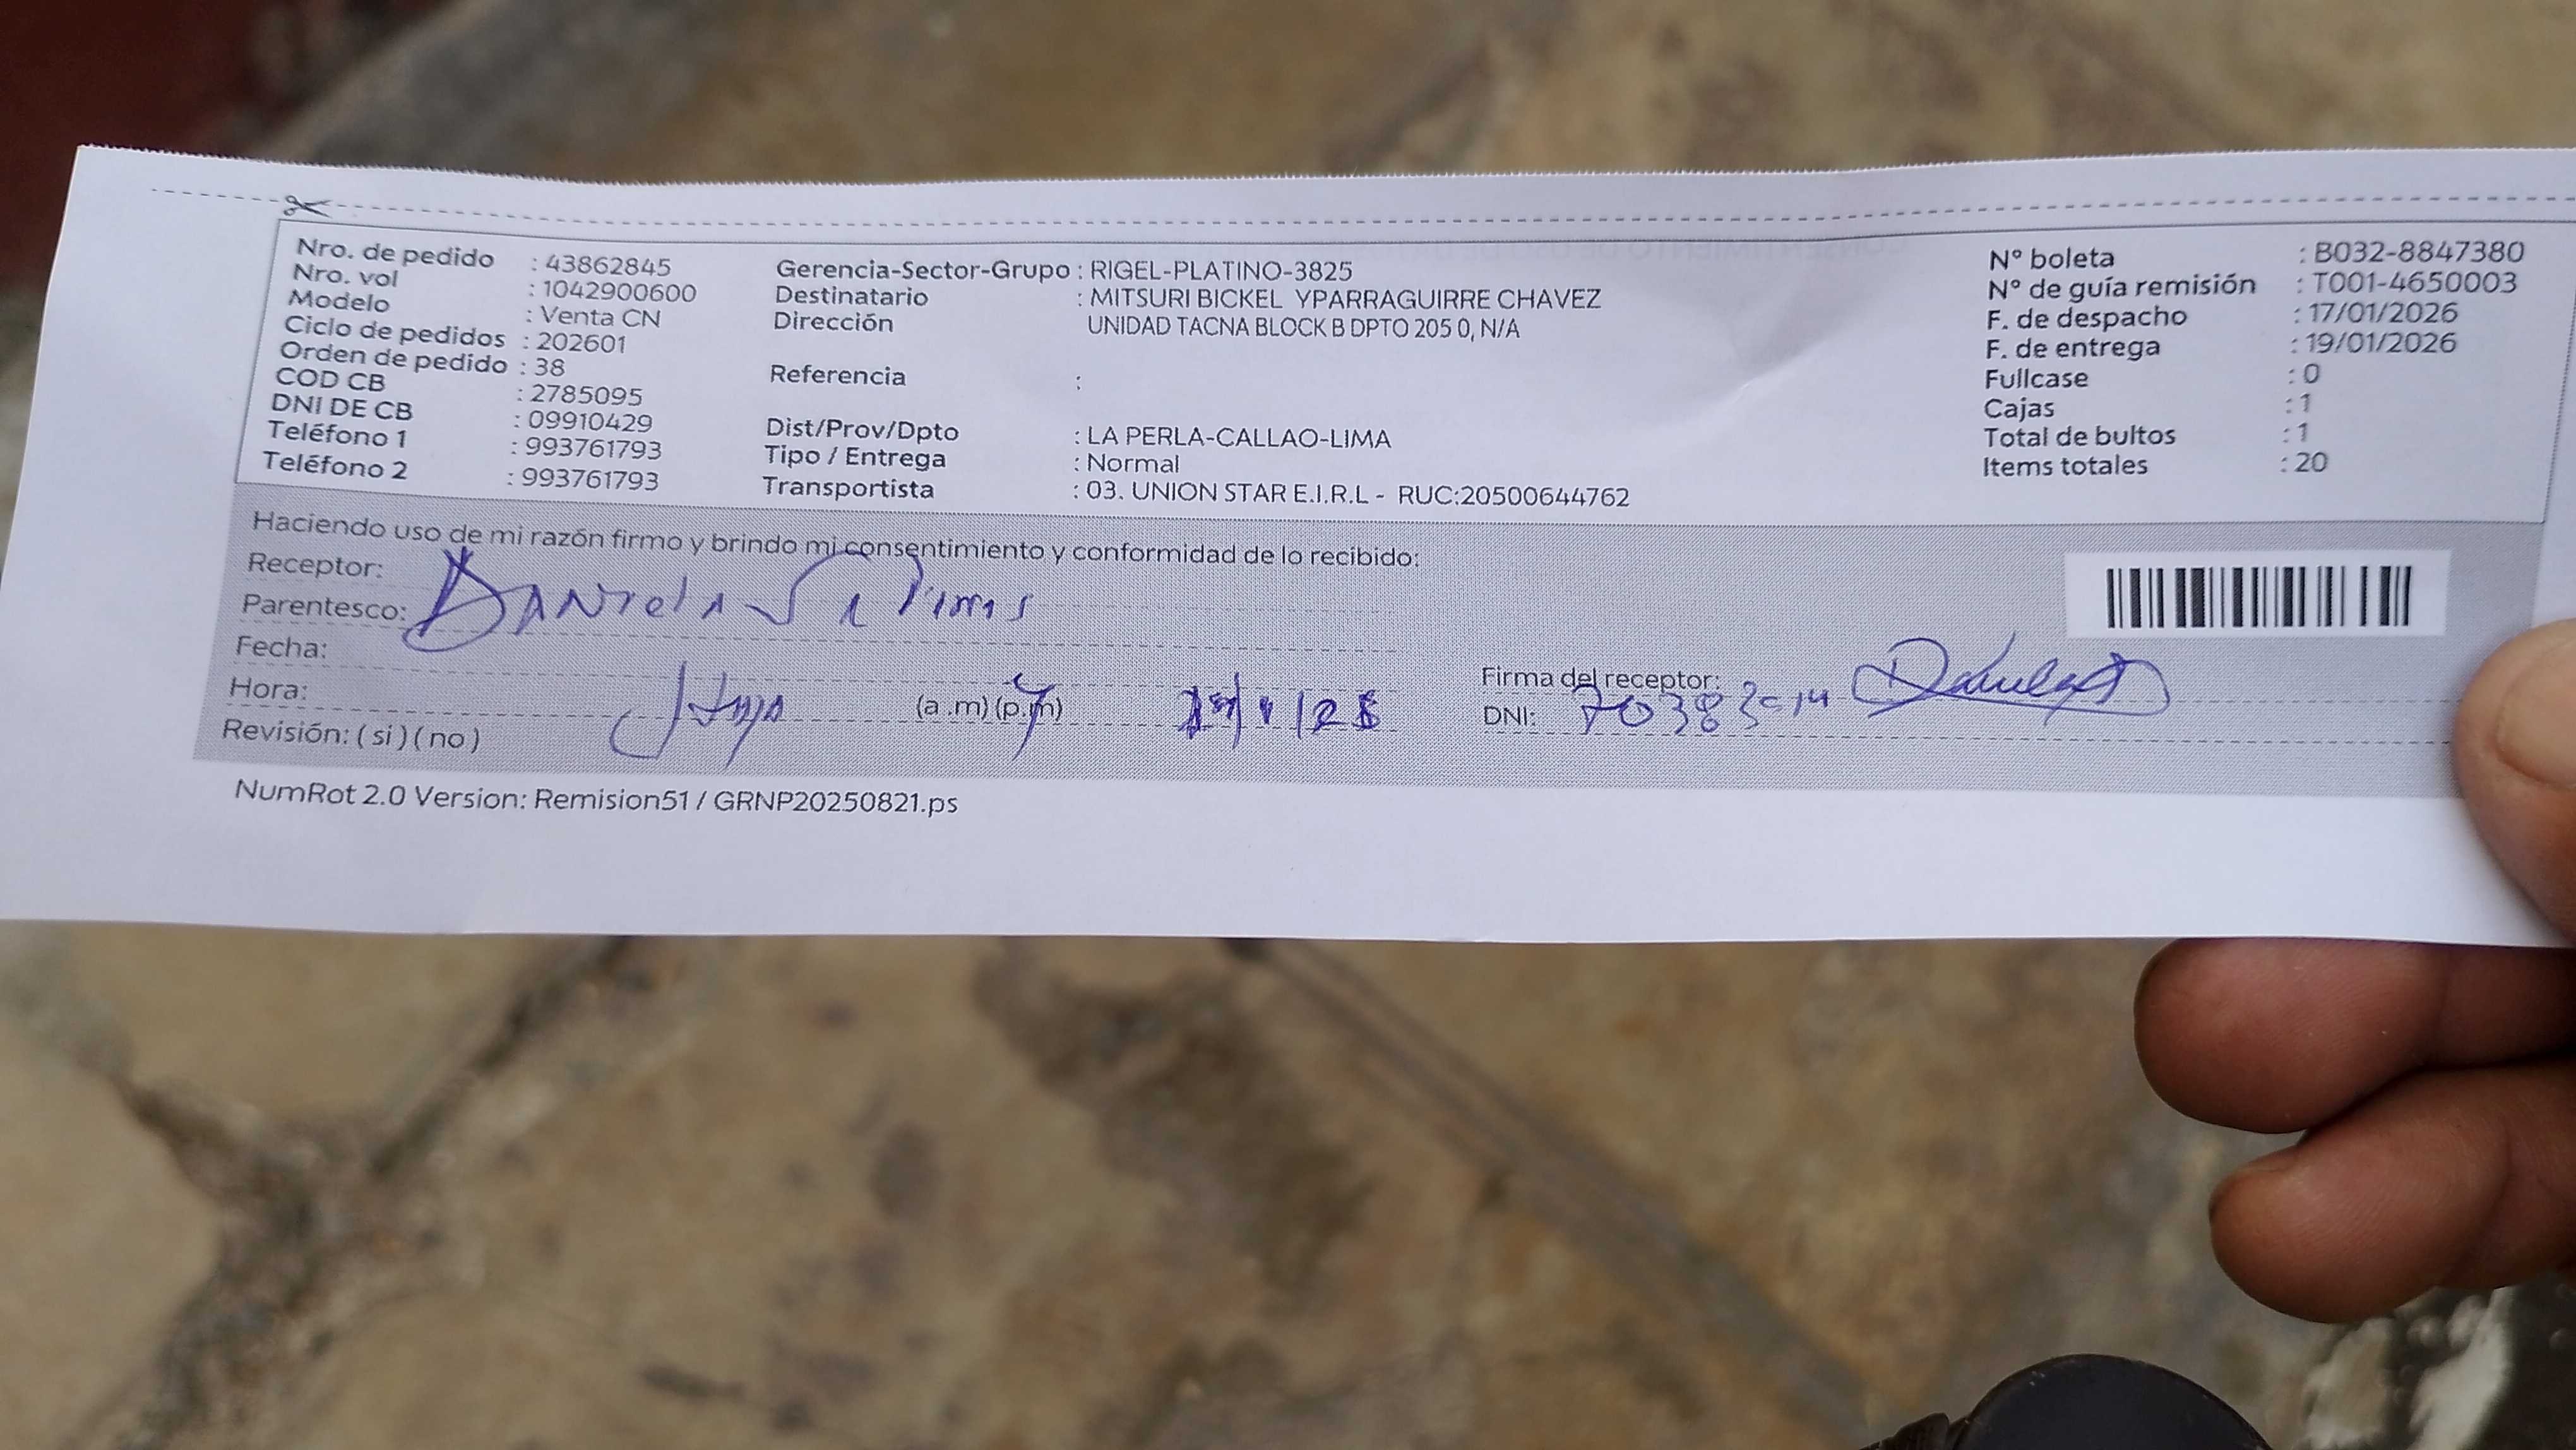 Nro. de pedido : 43862845
Nro. vol : 1042900600
Modelo : Venta CN
Ciclo de pedidos : 202601
Orden de pedido : 38
COD CB : 2785095
DNI DE CB : 09910429
Teléfono 1 : 993761793
Teléfono 2 : 993761793
Gerencia-Sector-Grupo : RIGEL-PLATINO-3825
Destinatario : MITSURI BICKEL YPARRAGUIRRE CHAVEZ
Dirección UNIDAD TACNA BLOCK B DPTO 205 0, N/A
Referencia :
Dist/Prov/Dpto : LA PERLA-CALLAO-LIMA
Tipo / Entrega : Normal
Transportista : 03. UNION STAR E.I.R.L - RUC:20500644762
N° boleta : B032-8847380
N° de guía remisión : T001-4650003
F. de despacho : 17/01/2026
F. de entrega : 19/01/2026
Fullcase : 0
Cajas : 1
Total de bultos : 1
Items totales : 20
Haciendo uso de mi razón firmo y brindo mi consentimiento y conformidad de lo recibido:
Receptor:
Parentesco: Daniela
Fecha:
Hora: (a.m) (p.m)
Revisión: ( si ) ( no )
Firma del receptor:
DNI:
NumRot 2.0 Version: Remision51 / GRNP20250821.ps